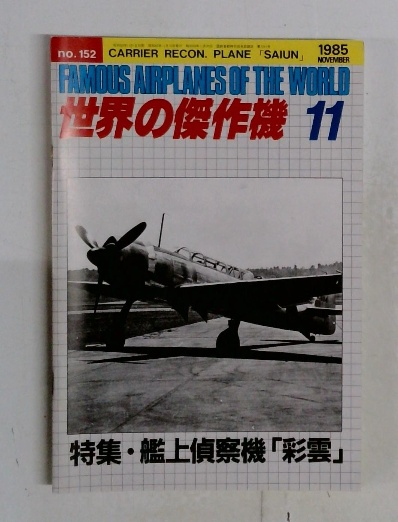 no.152
CARRIER RECON. PLANE 「SAIUN」
1985
NOVEMBER
FAMOUS AIRPLANES OF THE WORLD
世界の傑作機 11
特集・艦上偵察機「彩雲」